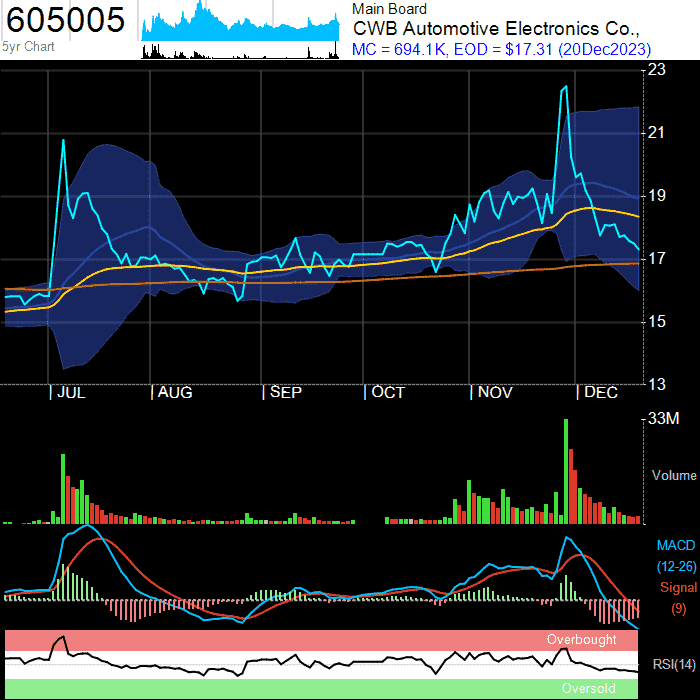 605005
5yr Chart
Main Board
CWB Automotive Electronics Co.,
MC = 694.1K, EOD = $17.31 (20Dec2023)
23
21
19
17
15
13
| JUL | AUG | SEP | OCT | NOV | DEC
33M
Volume
MACD
(12-26)
Signal
(9)
Overbought
RSI(14)
Oversold